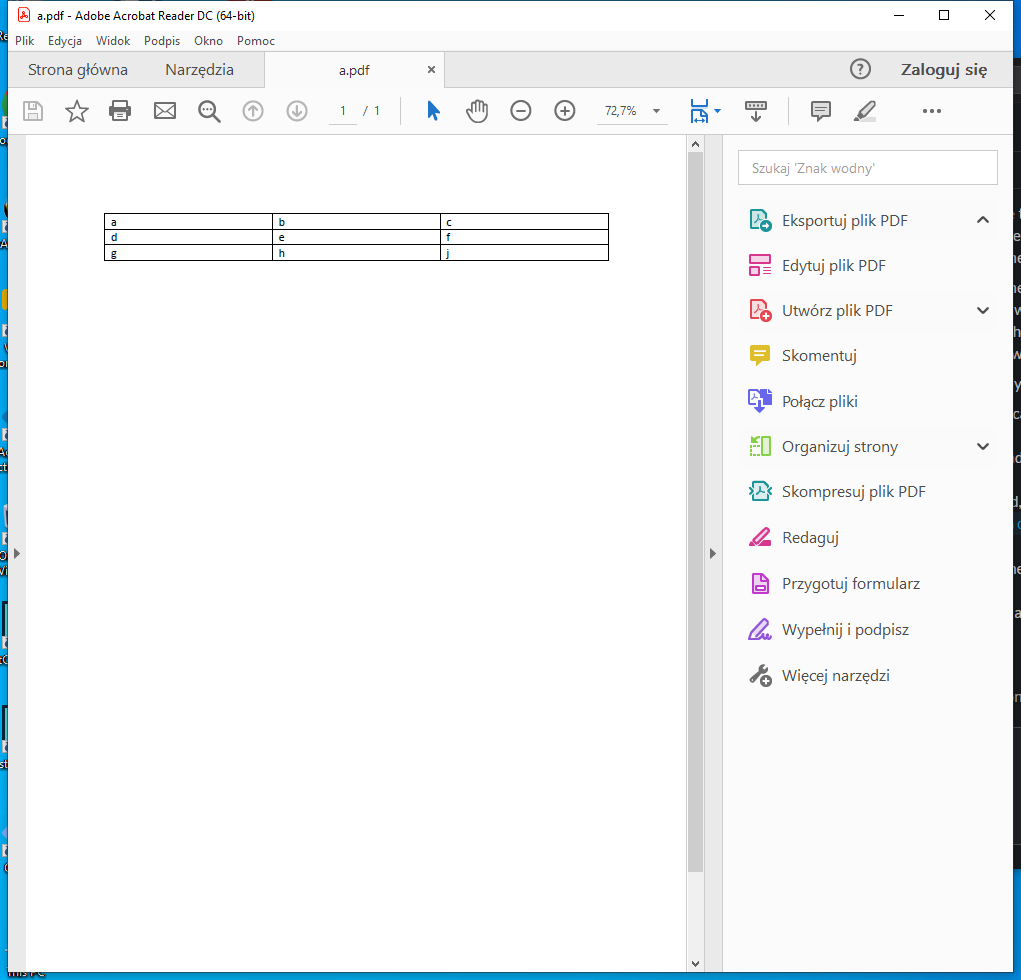 a.pdf - Adobe Acrobat Reader DC (64-bit)
Plik Edycja Widok Podpis Okno Pomoc
Strona główna Narzędzia a.pdf Zaloguj się
1 / 1 72,7%
Szukaj 'Znak wodny'
a b c
d e f
g h j
Eksportuj plik PDF
Edytuj plik PDF
Utwórz plik PDF
Skomentuj
Połącz pliki
Organizuj strony
Skompresuj plik PDF
Redaguj
Przygotuj formularz
Wypełnij i podpisz
Więcej narzędzi